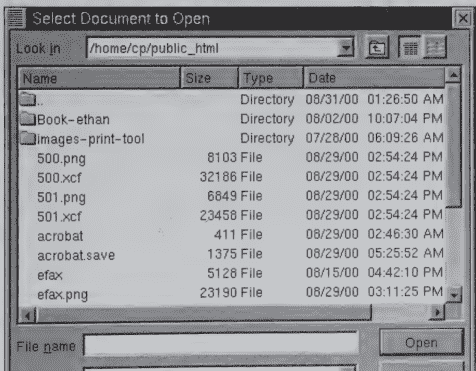 Select Document to Open
Look in /home/cp/public_html
Name Size Type Date
.. Directory 08/31/00 01:26:50 AM
Book-ethan Directory 08/02/00 10:07:04 PM
images-print-tool Directory 07/28/00 06:09:26 AM
500.png 8103 File 08/29/00 02:54:24 PM
500.xcf 32186 File 08/29/00 02:54:24 PM
501.png 6849 File 08/29/00 02:54:24 PM
501.xcf 23458 File 08/29/00 02:54:24 PM
acrobat 411 File 08/29/00 02:46:30 AM
acrobat.save 1375 File 08/29/00 05:25:52 AM
efax 5128 File 08/15/00 04:42:10 PM
efax.png 23190 File 08/29/00 03:11:25 PM
File name Open